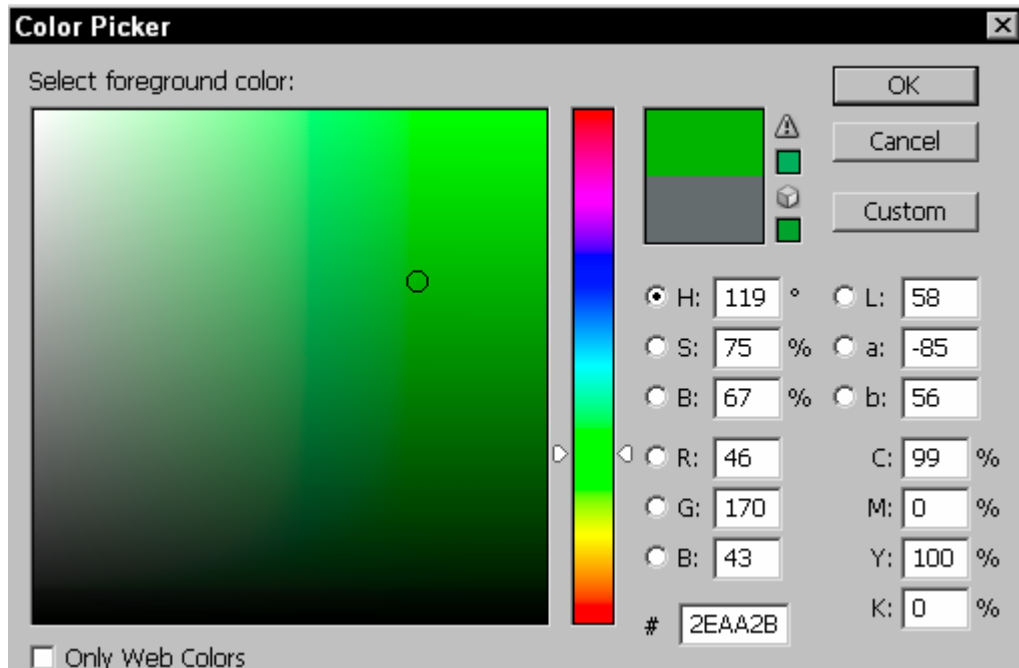 Color Picker
Select foreground color:
OK
Cancel
Custom
H: 119 °
L: 58
S: 75 %
a: -85
B: 67 %
b: 56
R: 46
C: 99 %
G: 170
M: 0 %
B: 43
Y: 100 %
# 2EAA2B
K: 0 %
Only Web Colors